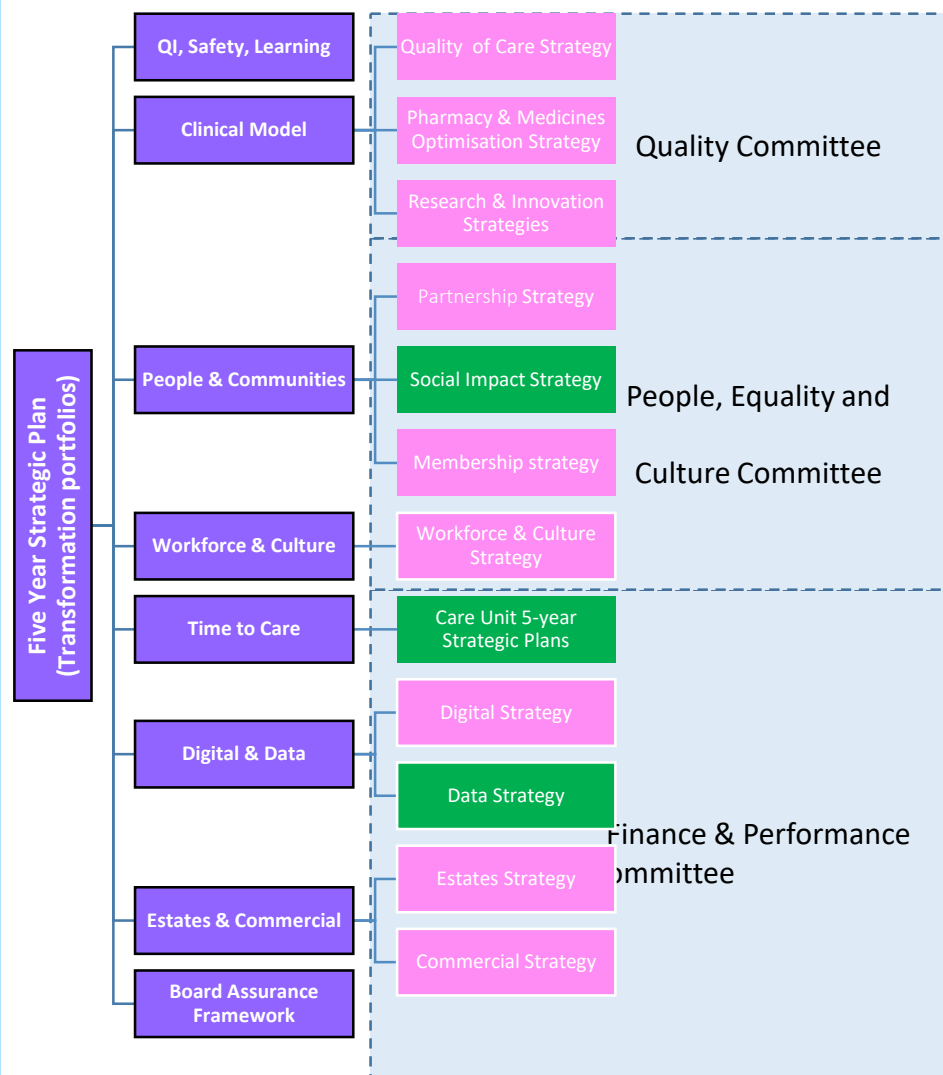 Five Year Strategic Plan
(Transformation portfolios)
QI, Safety, Learning
Clinical Model
People & Communities
Workforce & Culture
Time to Care
Digital & Data
Estates & Commercial
Board Assurance
Framework
Quality of Care Strategy
Pharmacy & Medicines
Optimisation Strategy
Research & Innovation
Strategies
Partnership Strategy
Social Impact Strategy
Membership strategy
Workforce & Culture
Strategy
Care Unit 5-year
Strategic Plans
Digital Strategy
Data Strategy
Estates Strategy
Commercial Strategy
Quality Committee
People, Equality and
Culture Committee
Finance & Performance
ommittee